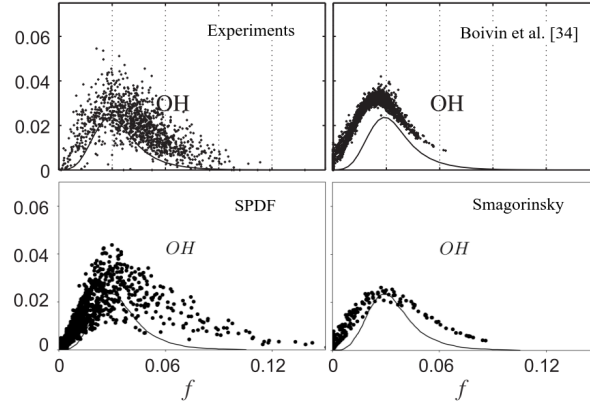 0.06
Experiments
Boivin et al. [34]
0.04
OH
OH
0.02
0
0.06
SPDF
Smagorinsky
0.04
OH
OH
0.02
0
0
0.06
0.12
0
0.06
0.12
f
f